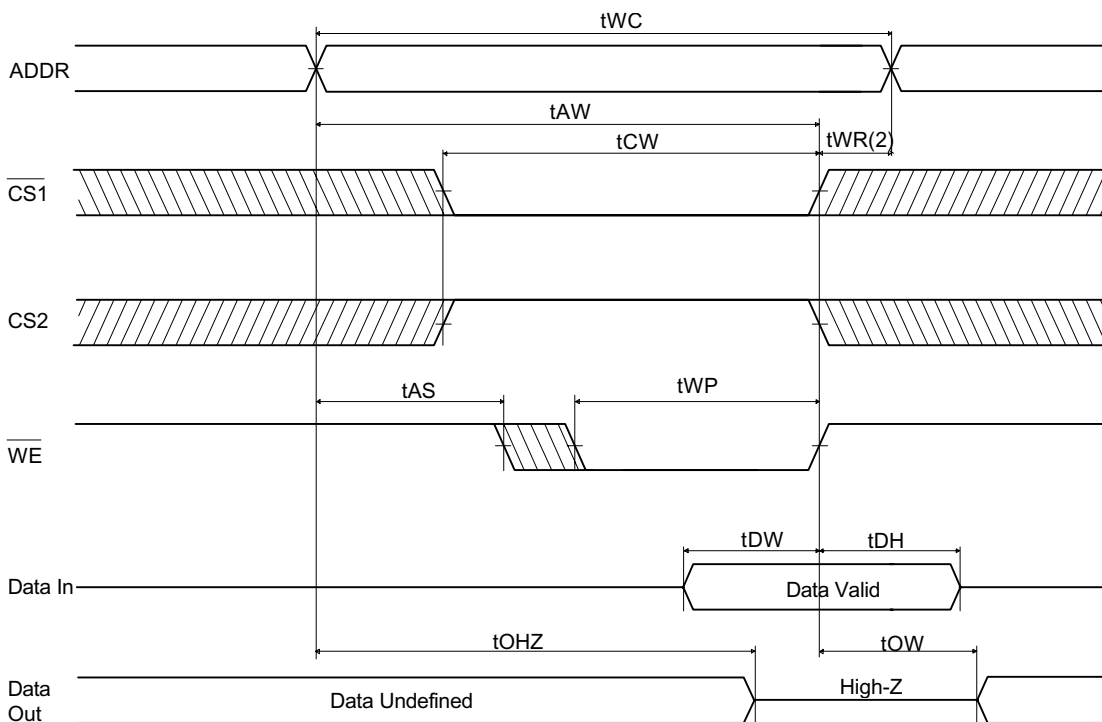 tWC
ADDR
tAW
tCW
tWR(2)
CS1
CS2
tAS
tWP
WE
tDW
tDH
Data In
Data Valid
tOHZ
tOW
Data
Out
Data Undefined
High-Z